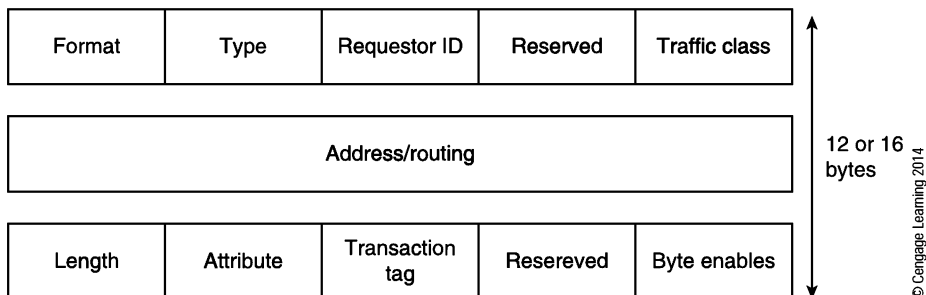 Format Type Requestor ID Reserved Traffic class
Address/routing
12 or 16
bytes
Length Attribute Transaction
tag Resereved Byte enables
© Cengage Learning 2014